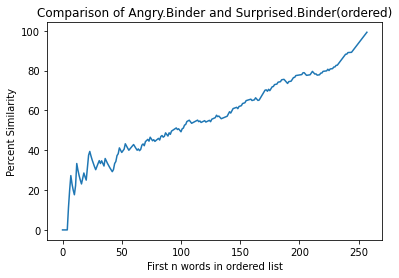 Comparison of Angry.Binder and Surprised.Binder(ordered)
100
80
60
40
20
0
Percent Similarity
0 50 100 150 200 250
First n words in ordered list